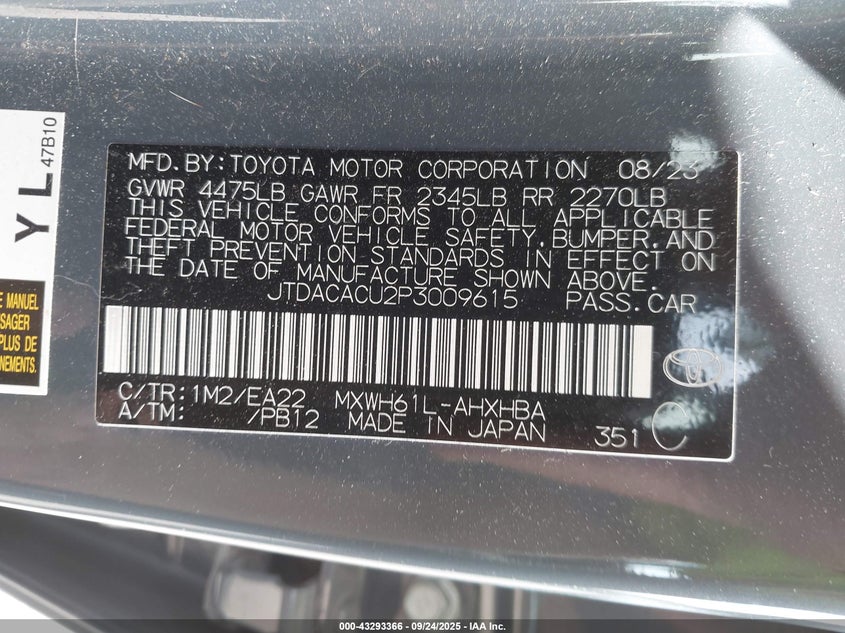 MFD.BY:TOYOTA MOTOR CORPORATION 08/23
GVWR 4475LB GAWR FR 2345LB RR 2270LB
THIS VEHICLE CONFORMS TO ALL APPLICABLE
FEDERAL MOTOR VEHICLE SAFETY,BUMPER,AND
THEFT PREVENTION STANDARDS IN EFFECT ON
THE DATE OF MANUFACTURE SHOWN ABOVE.
JTDACACU2P3009615 PASS.CAR
C/TR:1M2/EA22 MXWH61L-AHXHBA
A/TM: /PB12 MADE IN JAPAN 351 C
YL
47B10
E MANUEL
SAGER
PLUS DE
NEMENTS.
000-43293366 - 09/24/2025 - IAA Inc.